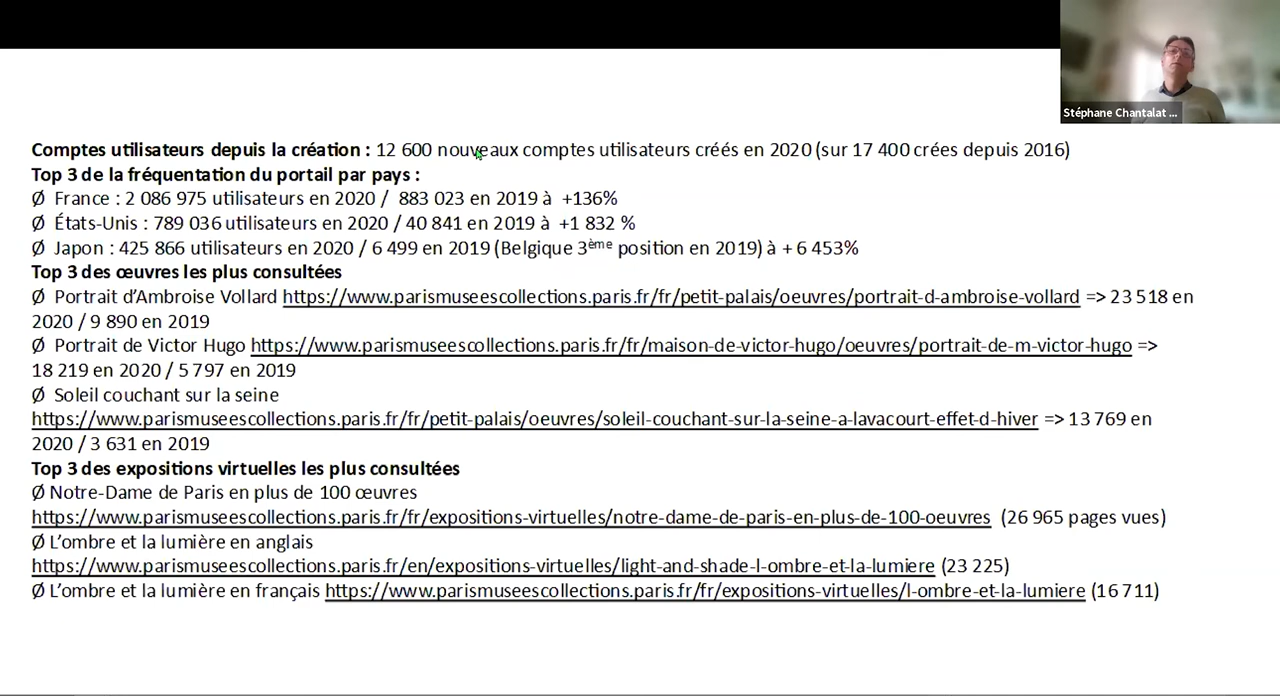 Stéphane Chantalat ...
Comptes utilisateurs depuis la création : 12 600 nouveaux comptes utilisateurs créés en 2020 (sur 17 400 crées depuis 2016)
Top 3 de la fréquentation du portail par pays :
Ø France : 2 086 975 utilisateurs en 2020 / 883 023 en 2019 à +136%
Ø États-Unis : 789 036 utilisateurs en 2020 / 40 841 en 2019 à +1 832 %
Ø Japon : 425 866 utilisateurs en 2020 / 6 499 en 2019 (Belgique 3ème position en 2019) à + 6 453%
Top 3 des œuvres les plus consultées
Ø Portrait d'Ambroise Vollard https://www.parismuseescollections.paris.fr/fr/petit-palais/oeuvres/portrait-d-ambroise-vollard => 23 518 en
2020 / 9 890 en 2019
Ø Portrait de Victor Hugo https://www.parismuseescollections.paris.fr/fr/maison-de-victor-hugo/oeuvres/portrait-de-m-victor-hugo =>
18 219 en 2020 / 5 797 en 2019
Ø Soleil couchant sur la seine
https://www.parismuseescollections.paris.fr/fr/petit-palais/oeuvres/soleil-couchant-sur-la-seine-a-lavacourt-effet-d-hiver => 13 769 en
2020 / 3 631 en 2019
Top 3 des expositions virtuelles les plus consultées
Ø Notre-Dame de Paris en plus de 100 œuvres
https://www.parismuseescollections.paris.fr/fr/expositions-virtuelles/notre-dame-de-paris-en-plus-de-100-oeuvres (26 965 pages vues)
Ø L'ombre et la lumière en anglais
https://www.parismuseescollections.paris.fr/en/expositions-virtuelles/light-and-shade-l-ombre-et-la-lumiere (23 225)
Ø L'ombre et la lumière en français https://www.parismuseescollections.paris.fr/fr/expositions-virtuelles/l-ombre-et-la-lumiere (16 711)